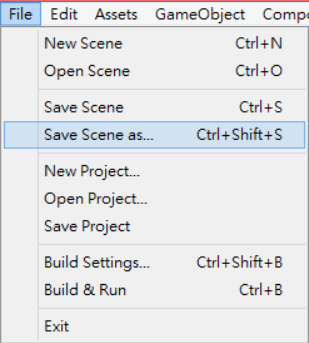 File Edit Assets GameObject Compo
New Scene Ctrl+N
Open Scene Ctrl+O
Save Scene Ctrl+S
Save Scene as... Ctrl+Shift+S
New Project...
Open Project...
Save Project
Build Settings... Ctrl+Shift+B
Build & Run Ctrl+B
Exit